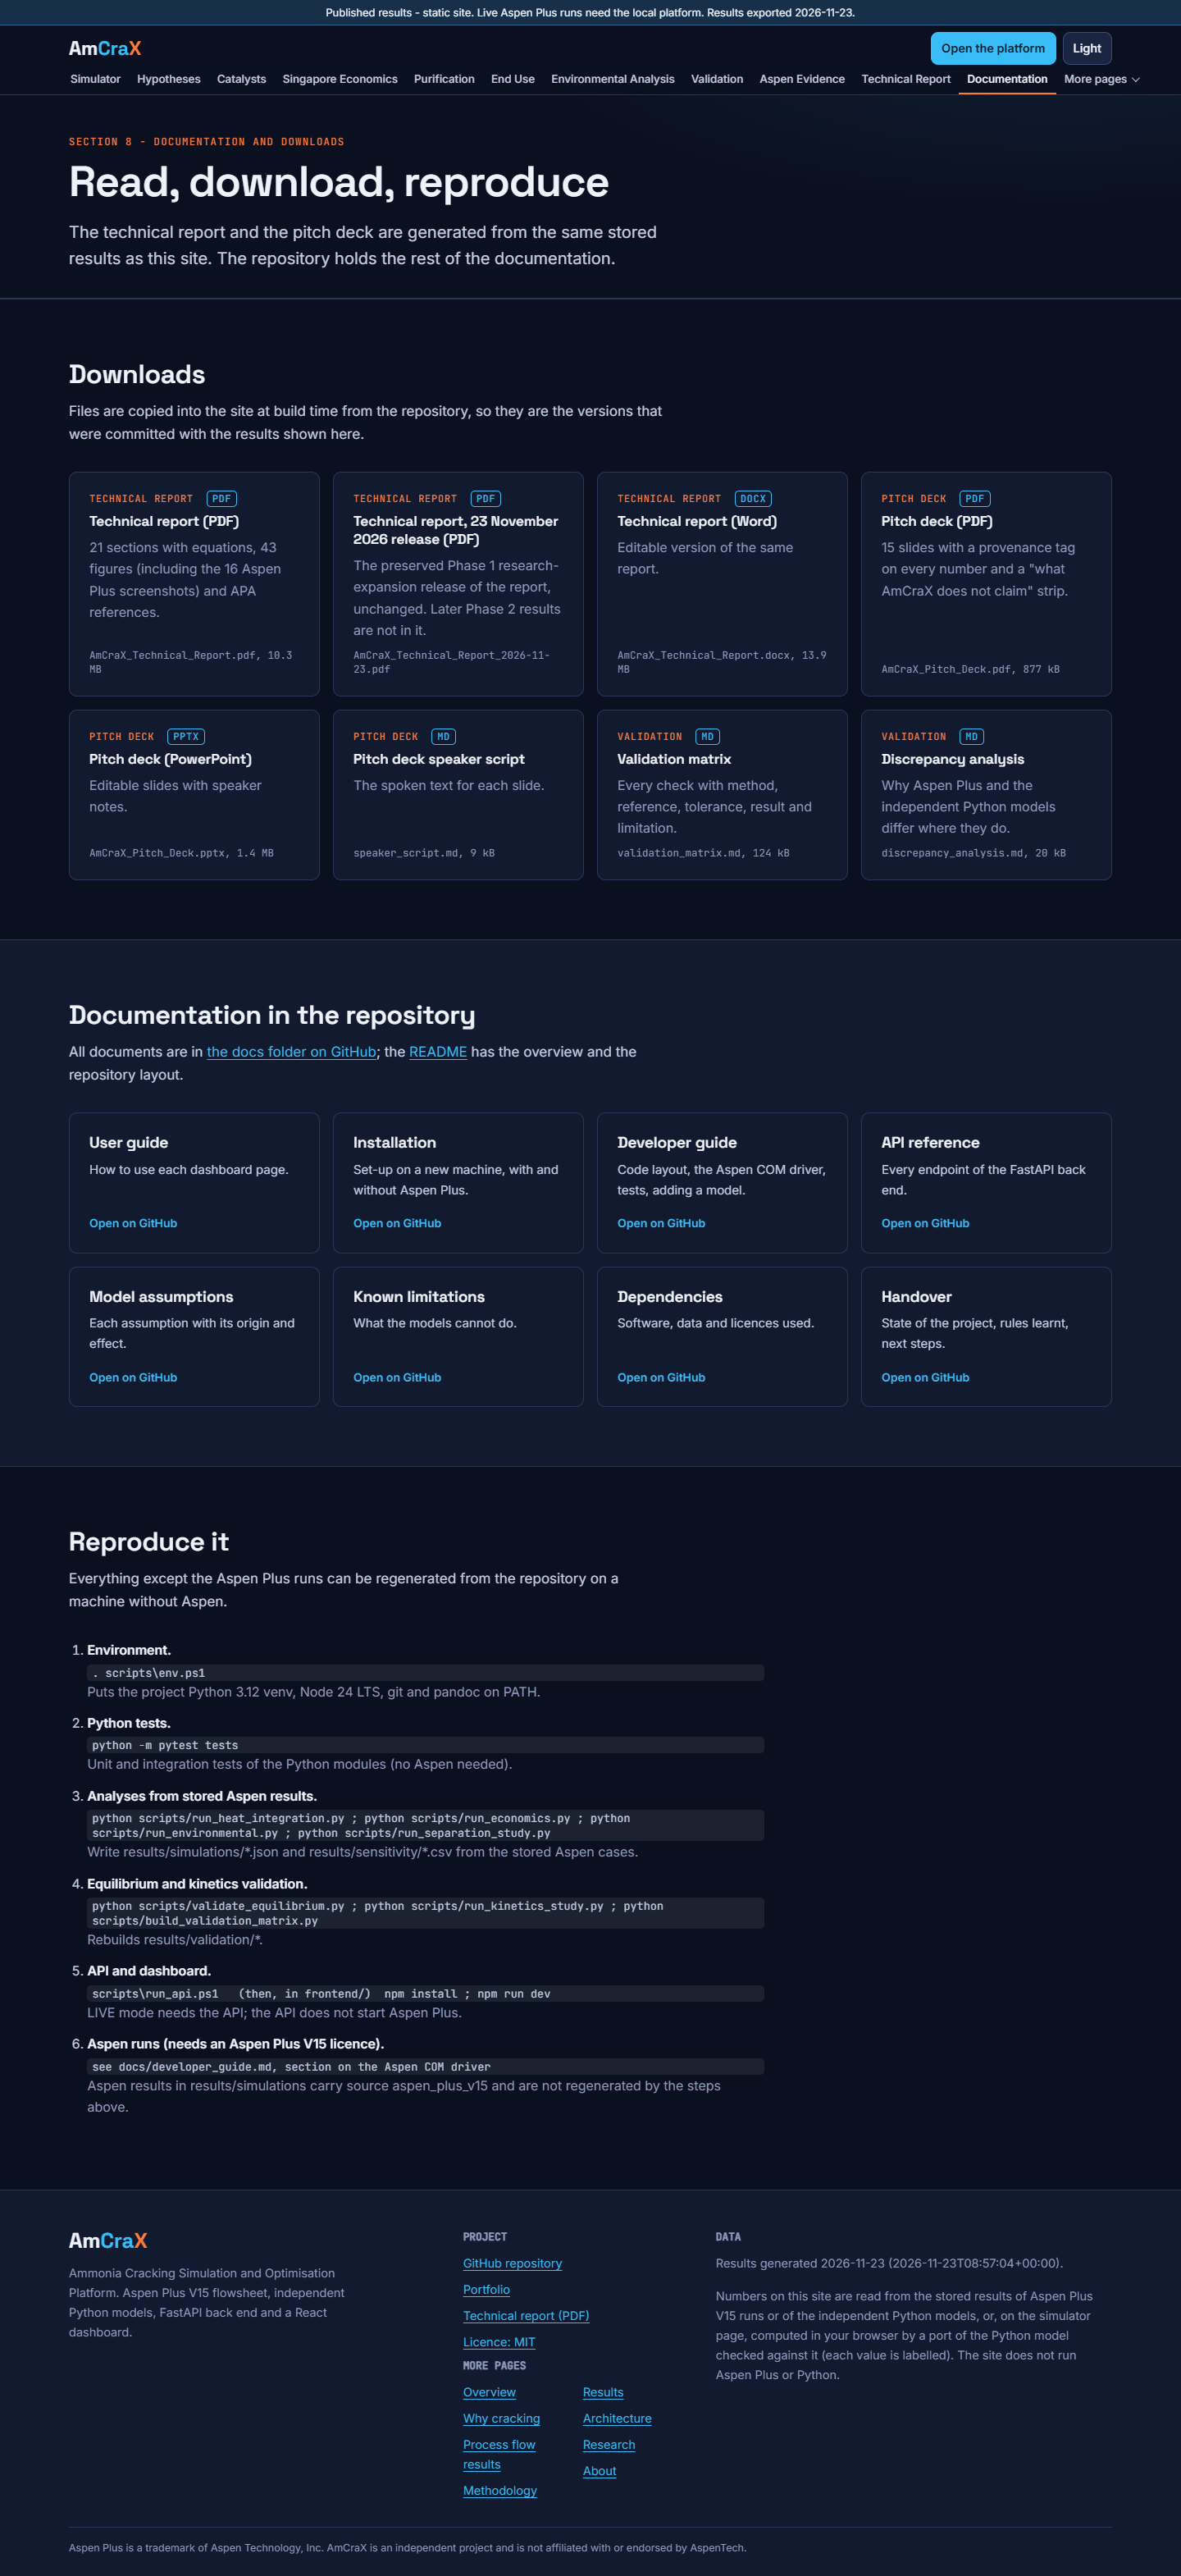 Published results - static site. Live Aspen Plus runs need the local platform. Results exported 2026-11-23.
AmCraX
Open the platform
Light
Simulator
Hypotheses
Catalysts
Singapore Economics
Purification
End Use
Environmental Analysis
Validation
Aspen Evidence
Technical Report
Documentation
More pages
SECTION 8 - DOCUMENTATION AND DOWNLOADS
Read, download, reproduce
The technical report and the pitch deck are generated from the same stored
results as this site. The repository holds the rest of the documentation.
Downloads
Files are copied into the site at build time from the repository, so they are the versions that
were committed with the results shown here.
TECHNICAL REPORT PDF
Technical report (PDF)
21 sections with equations, 43
figures (including the 16 Aspen
Plus screenshots) and APA
references.
AmCraX_Technical_Report.pdf, 10.3
MB
TECHNICAL REPORT PDF
Technical report, 23 November
2026 release (PDF)
The preserved Phase 1 research-
expansion release of the report,
unchanged. Later Phase 2 results
are not in it.
AmCraX_Technical_Report_2026-11-
23.pdf
TECHNICAL REPORT DOCX
Technical report (Word)
Editable version of the same
report.
AmCraX_Technical_Report.docx, 13.9
MB
PITCH DECK PDF
Pitch deck (PDF)
15 slides with a provenance tag
on every number and a "what
AmCraX does not claim" strip.
AmCraX_Pitch_Deck.pdf, 877 kB
PITCH DECK PPTX
Pitch deck (PowerPoint)
Editable slides with speaker
notes.
AmCraX_Pitch_Deck.pptx, 1.4 MB
PITCH DECK MD
Pitch deck speaker script
The spoken text for each slide.
speaker_script.md, 9 kB
VALIDATION MD
Validation matrix
Every check with method,
reference, tolerance, result and
limitation.
validation_matrix.md, 124 kB
VALIDATION MD
Discrepancy analysis
Why Aspen Plus and the
independent Python models
differ where they do.
discrepancy_analysis.md, 20 kB
Documentation in the repository
All documents are in the docs folder on GitHub; the README has the overview and the
repository layout.
User guide
How to use each dashboard page.
Open on GitHub
Installation
Set-up on a new machine, with and
without Aspen Plus.
Open on GitHub
Developer guide
Code layout, the Aspen COM driver,
tests, adding a model.
Open on GitHub
API reference
Every endpoint of the FastAPI back
end.
Open on GitHub
Model assumptions
Each assumption with its origin and
effect.
Open on GitHub
Known limitations
What the models cannot do.
Open on GitHub
Dependencies
Software, data and licences used.
Open on GitHub
Handover
State of the project, rules learnt,
next steps.
Open on GitHub
Reproduce it
Everything except the Aspen Plus runs can be regenerated from the repository on a
machine without Aspen.
1. Environment.
. scripts\env.ps1
Puts the project Python 3.12 venv, Node 24 LTS, git and pandoc on PATH.
2. Python tests.
python -m pytest tests
Unit and integration tests of the Python modules (no Aspen needed).
3. Analyses from stored Aspen results.
python scripts/run_heat_integration.py ; python scripts/run_economics.py ; python
scripts/run_environmental.py ; python scripts/run_separation_study.py
Write results/simulations/*.json and results/sensitivity/*.csv from the stored Aspen cases.
4. Equilibrium and kinetics validation.
python scripts/validate_equilibrium.py ; python scripts/run_kinetics_study.py ; python
scripts/build_validation_matrix.py
Rebuilds results/validation/*.
5. API and dashboard.
scripts\run_api.ps1 (then, in frontend/) npm install ; npm run dev
LIVE mode needs the API; the API does not start Aspen Plus.
6. Aspen runs (needs an Aspen Plus V15 licence).
see docs/developer_guide.md, section on the Aspen COM driver
Aspen results in results/simulations carry source aspen_plus_v15 and are not regenerated by the steps
above.
AmCraX
Ammonia Cracking Simulation and Optimisation
Platform. Aspen Plus V15 flowsheet, independent
Python models, FastAPI back end and a React
dashboard.
PROJECT
GitHub repository
Portfolio
Technical report (PDF)
Licence: MIT
MORE PAGES
Overview
Why cracking
Process flow
results
Methodology
Results
Architecture
Research
About
DATA
Results generated 2026-11-23 (2026-11-23T08:57:04+00:00).
Numbers on this site are read from the stored results of Aspen Plus
V15 runs or of the independent Python models, or, on the simulator
page, computed in your browser by a port of the Python model
checked against it (each value is labelled). The site does not run
Aspen Plus or Python.
Aspen Plus is a trademark of Aspen Technology, Inc. AmCraX is an independent project and is not affiliated with or endorsed by AspenTech.